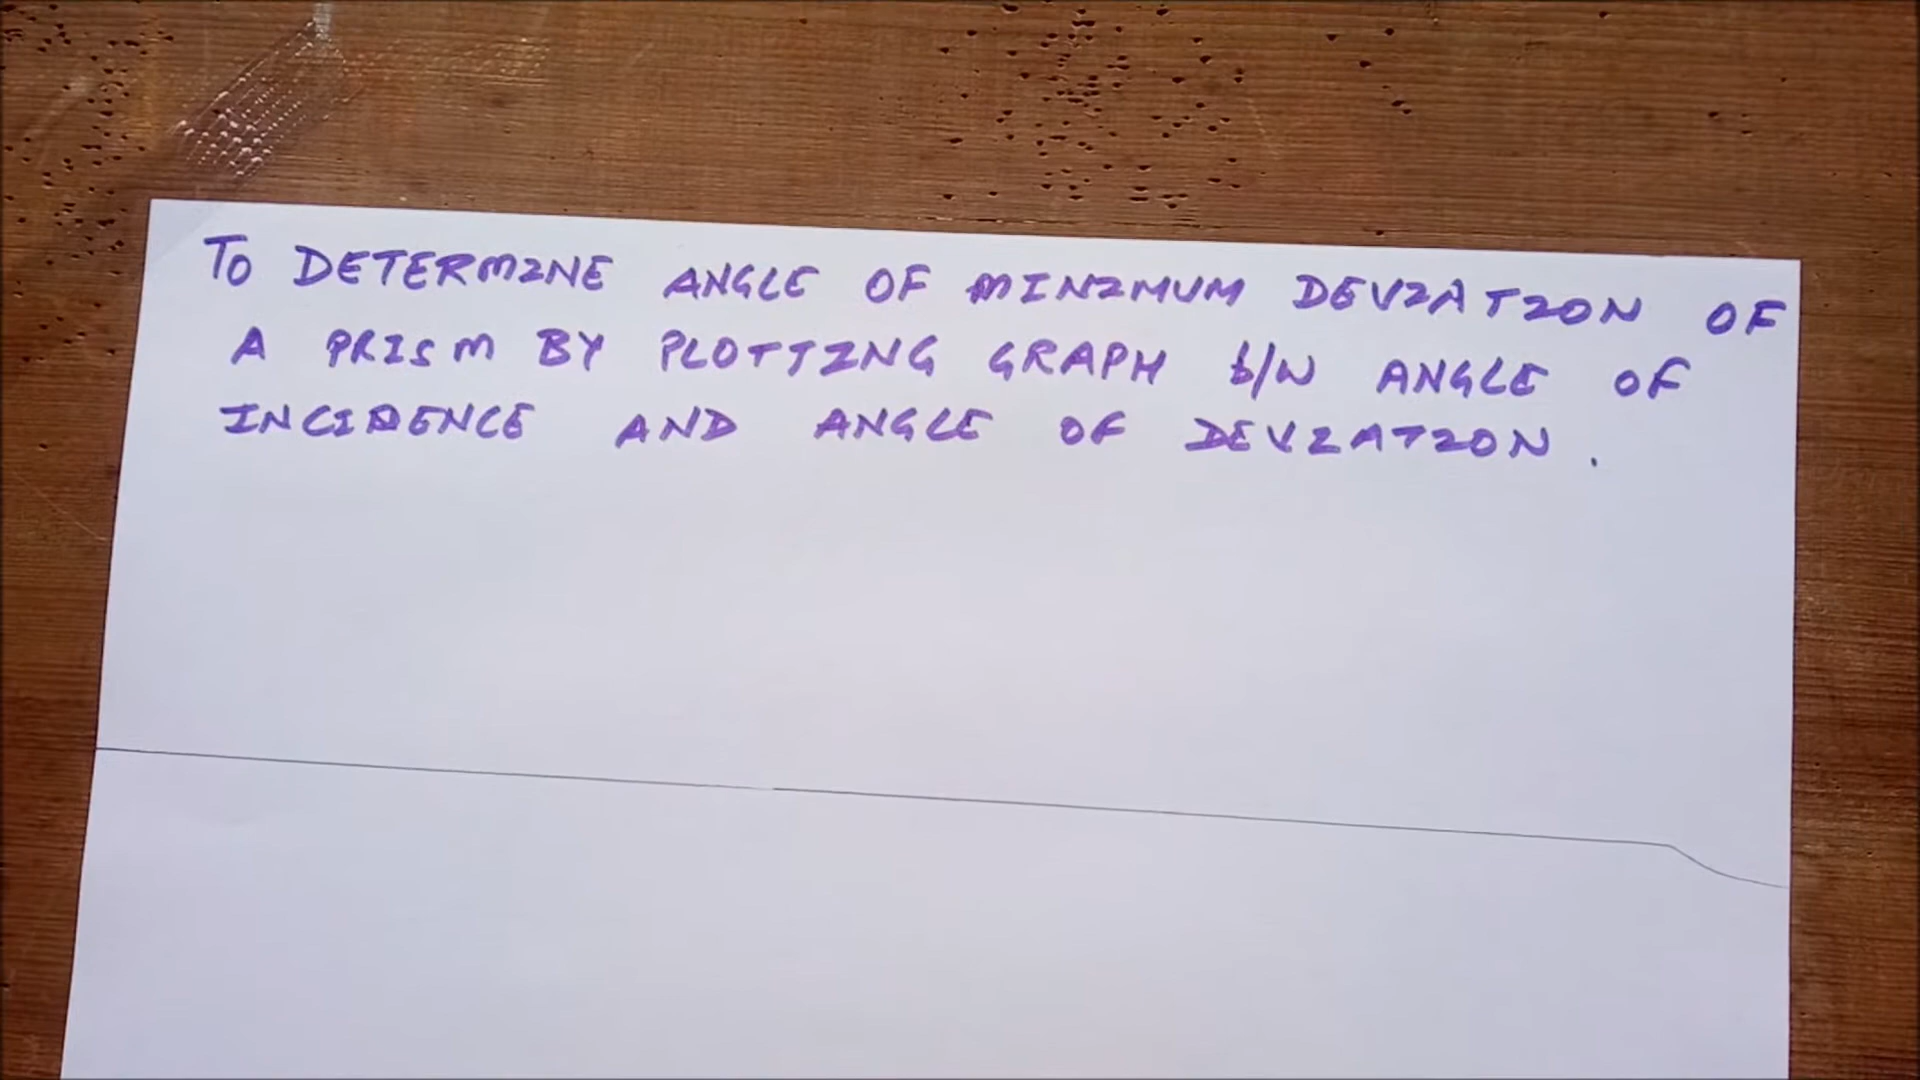 TO DETERMINE ANGLE OF MINIMUM DEVIATION OF
A PRISM BY PLOTTING GRAPH b/w ANGLE OF
INCIDENCE AND ANGLE OF DEVIATION.